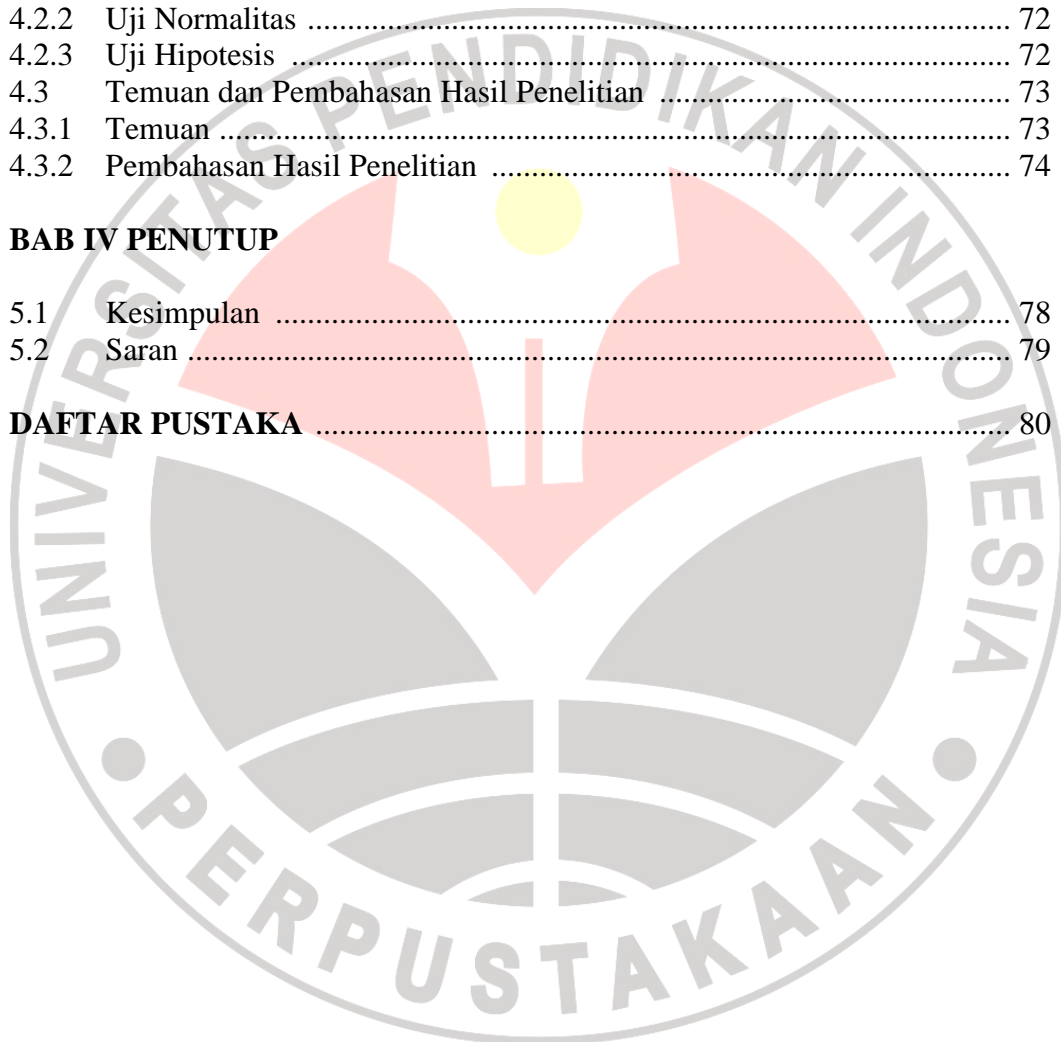 4.2.2 Uji Normalitas ........................................................................................ 72
4.2.3 Uji Hipotesis ........................................................................................ 72
4.3 Temuan dan Pembahasan Hasil Penelitian ........................................... 73
4.3.1 Temuan .................................................................................................. 73
4.3.2 Pembahasan Hasil Penelitian ................................................................ 74
BAB IV PENUTUP
5.1 Kesimpulan ............................................................................................ 78
5.2 Saran ....................................................................................................... 79
DAFTAR PUSTAKA ....................................................................................... 80
UNIVERSITAS PENDIDIKAN INDONESIA
PERPUSTAKAAN